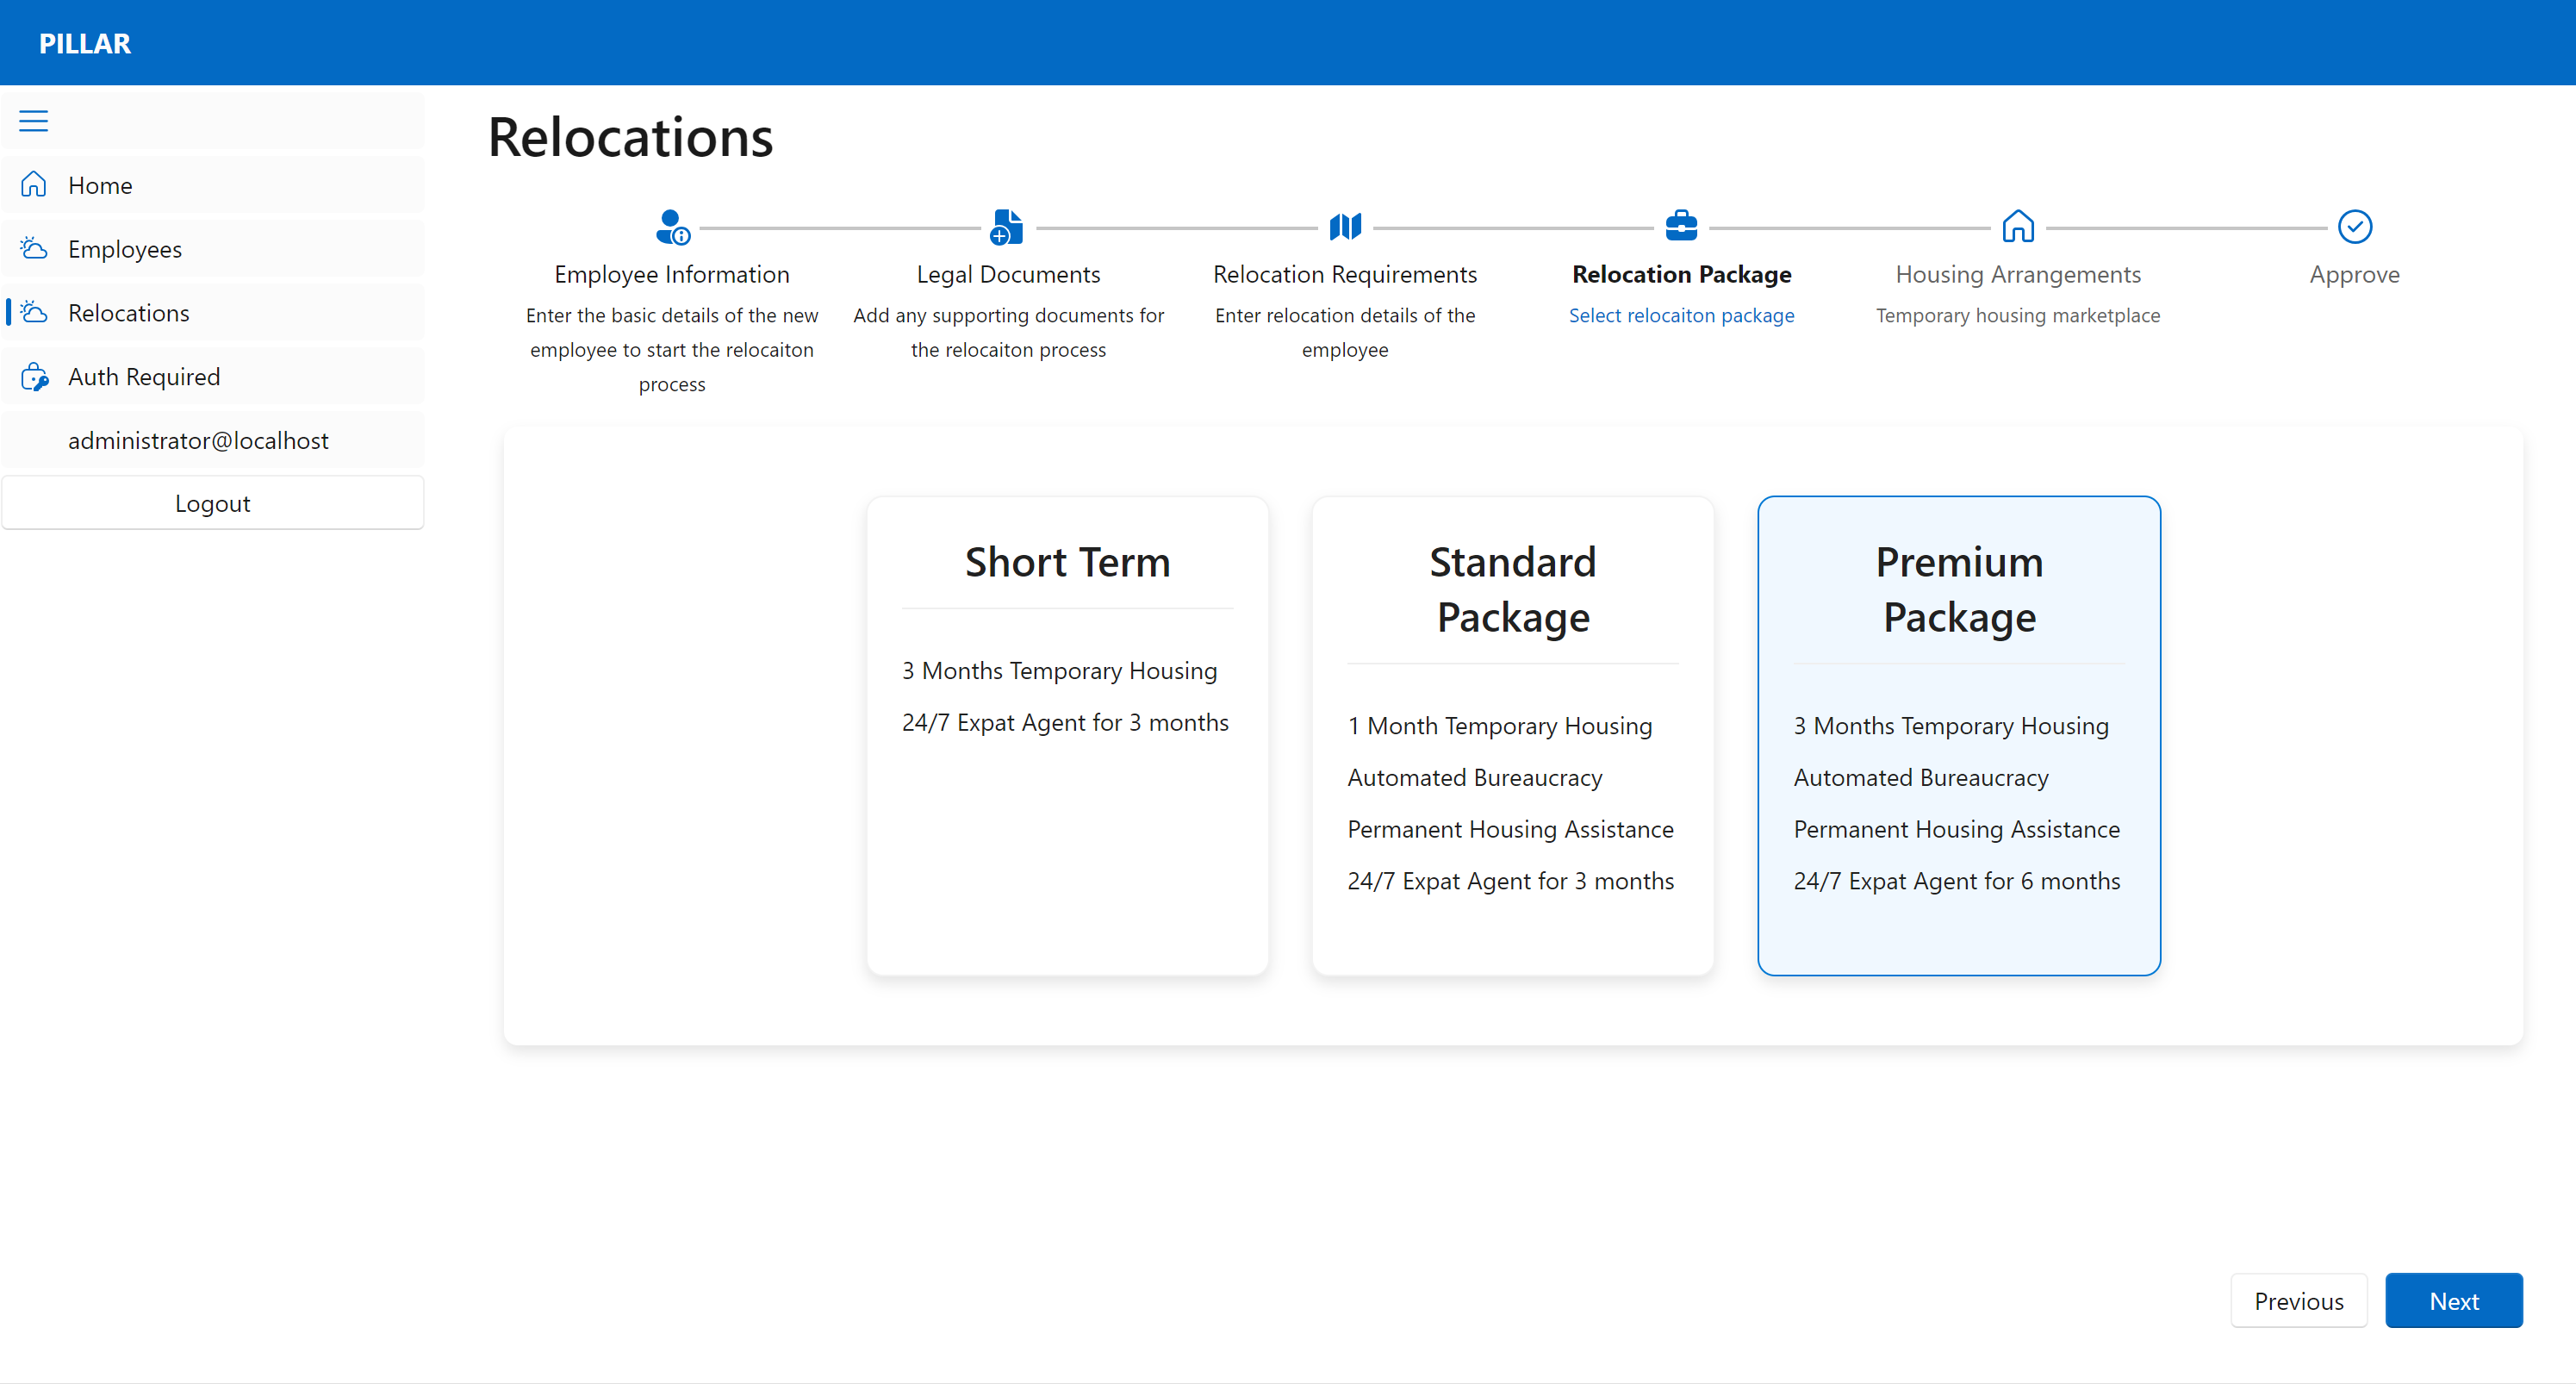 PILLAR
Home
Employees
Relocations
Auth Required
administrator@localhost
Logout
Relocations
Employee Information
Enter the basic details of the new
employee to start the relocaiton
process
Legal Documents
Add any supporting documents for
the relocaiton process
Relocation Requirements
Enter relocation details of the
employee
Relocation Package
Select relocaiton package
Housing Arrangements
Temporary housing marketplace
Approve
Short Term
3 Months Temporary Housing
24/7 Expat Agent for 3 months
Standard
Package
1 Month Temporary Housing
Automated Bureaucracy
Permanent Housing Assistance
24/7 Expat Agent for 3 months
Premium
Package
3 Months Temporary Housing
Automated Bureaucracy
Permanent Housing Assistance
24/7 Expat Agent for 6 months
Previous
Next